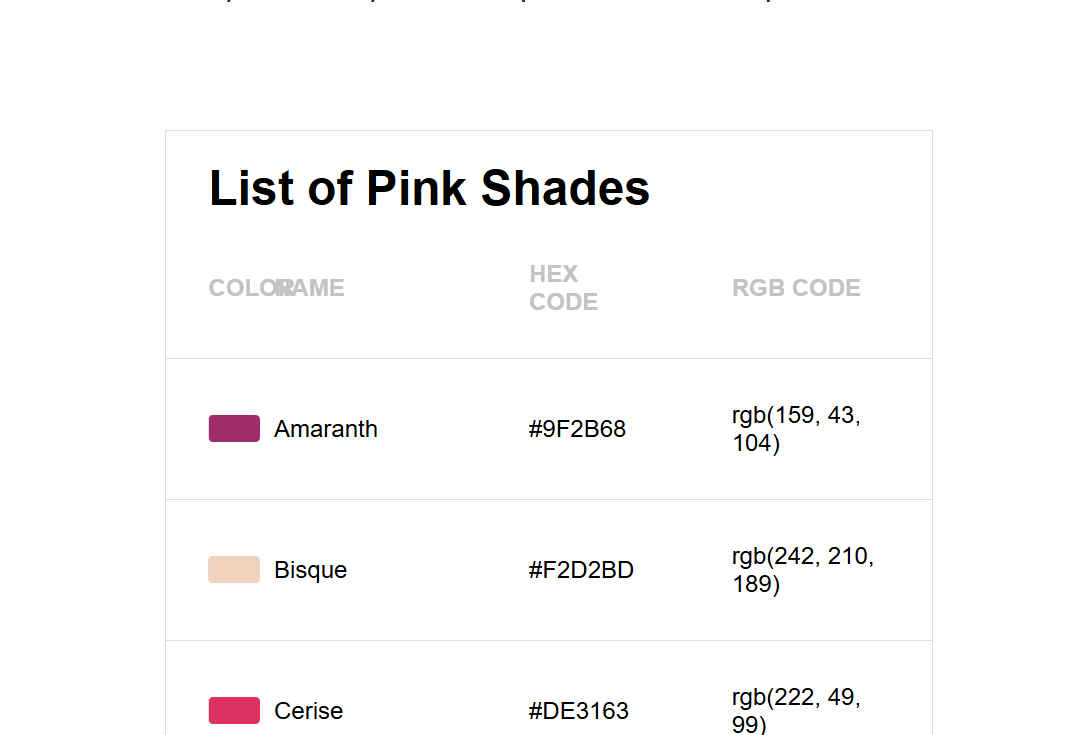 List of Pink Shades
COLOR NAME HEX CODE RGB CODE
Amaranth #9F2B68 rgb(159, 43, 104)
Bisque #F2D2BD rgb(242, 210, 189)
Cerise #DE3163 rgb(222, 49, 99)